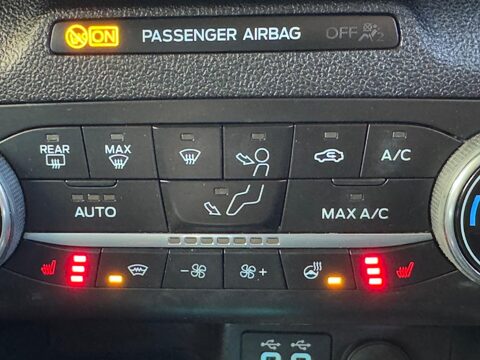 ON PASSENGER AIRBAG OFF
REAR MAX A/C
AUTO MAX A/C
- +